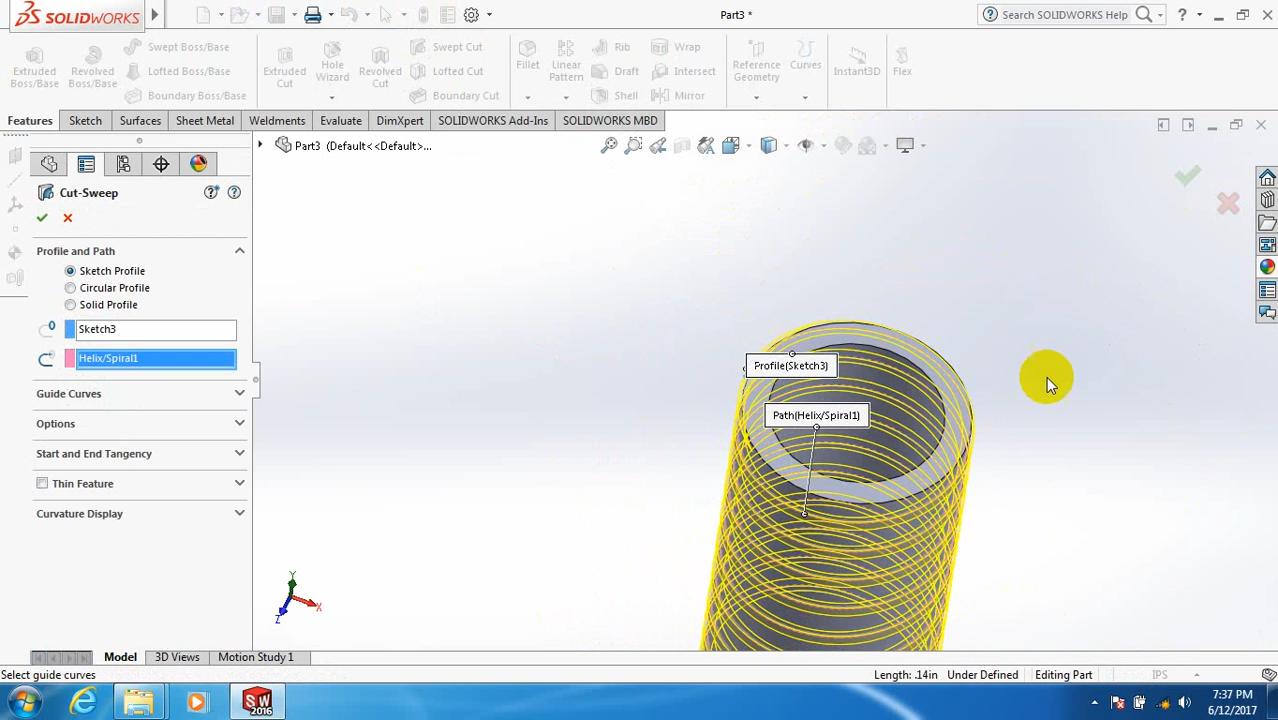 SOLIDWORKS
Part3 *
Search SOLIDWORKS Help
Extruded Boss/Base
Revolved Boss/Base
Swept Boss/Base
Lofted Boss/Base
Boundary Boss/Base
Extruded Cut
Hole Wizard
Revolved Cut
Swept Cut
Lofted Cut
Boundary Cut
Fillet
Linear Pattern
Rib
Draft
Shell
Wrap
Intersect
Mirror
Reference Geometry
Curves
Instant3D
Flex
Features
Sketch
Surfaces
Sheet Metal
Weldments
Evaluate
DimXpert
SOLIDWORKS Add-Ins
SOLIDWORKS MBD
Part3 (Default<<Default>...
Cut-Sweep
Profile and Path
Sketch Profile
Circular Profile
Solid Profile
Sketch3
Helix/Spiral1
Guide Curves
Options
Start and End Tangency
Thin Feature
Curvature Display
Profile(Sketch3)
Path(Helix/Spiral1)
Y
X
Z
Model
3D Views
Motion Study 1
Select guide curves
Length: .14in
Under Defined
Editing Part
IPS
SW
2016
7:37 PM
6/12/2017